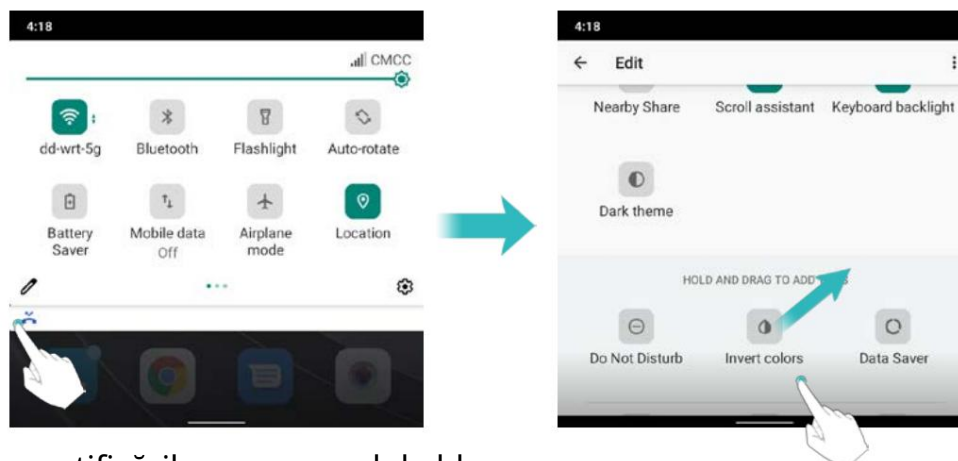 4:18
CMCC
dd-wrt-5g
Bluetooth
Flashlight
Auto-rotate
Battery
Saver
Mobile data
Off
Airplane
mode
Location
4:18
Edit
Nearby Share
Scroll assistant
Keyboard backlight
Dark theme
HOLD AND DRAG TO ADD
Do Not Disturb
Invert colors
Data Saver